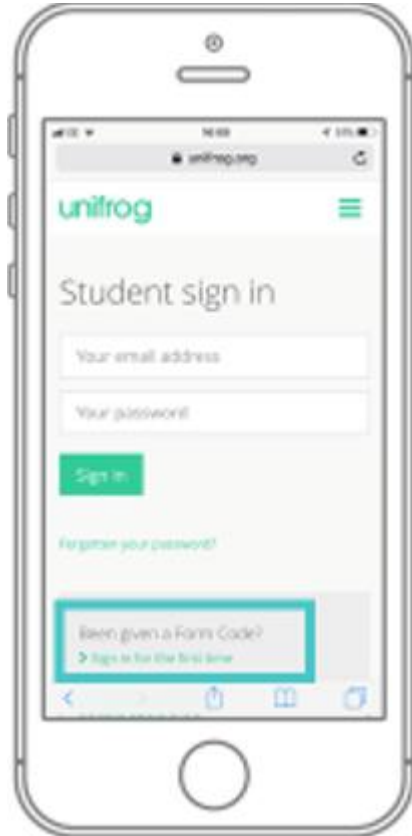 unifrog.org
unifrog
Student sign in
Your email address
Your password
Sign in
Forgotten your password?
Been given a Form Code?
> Sign in for the first time